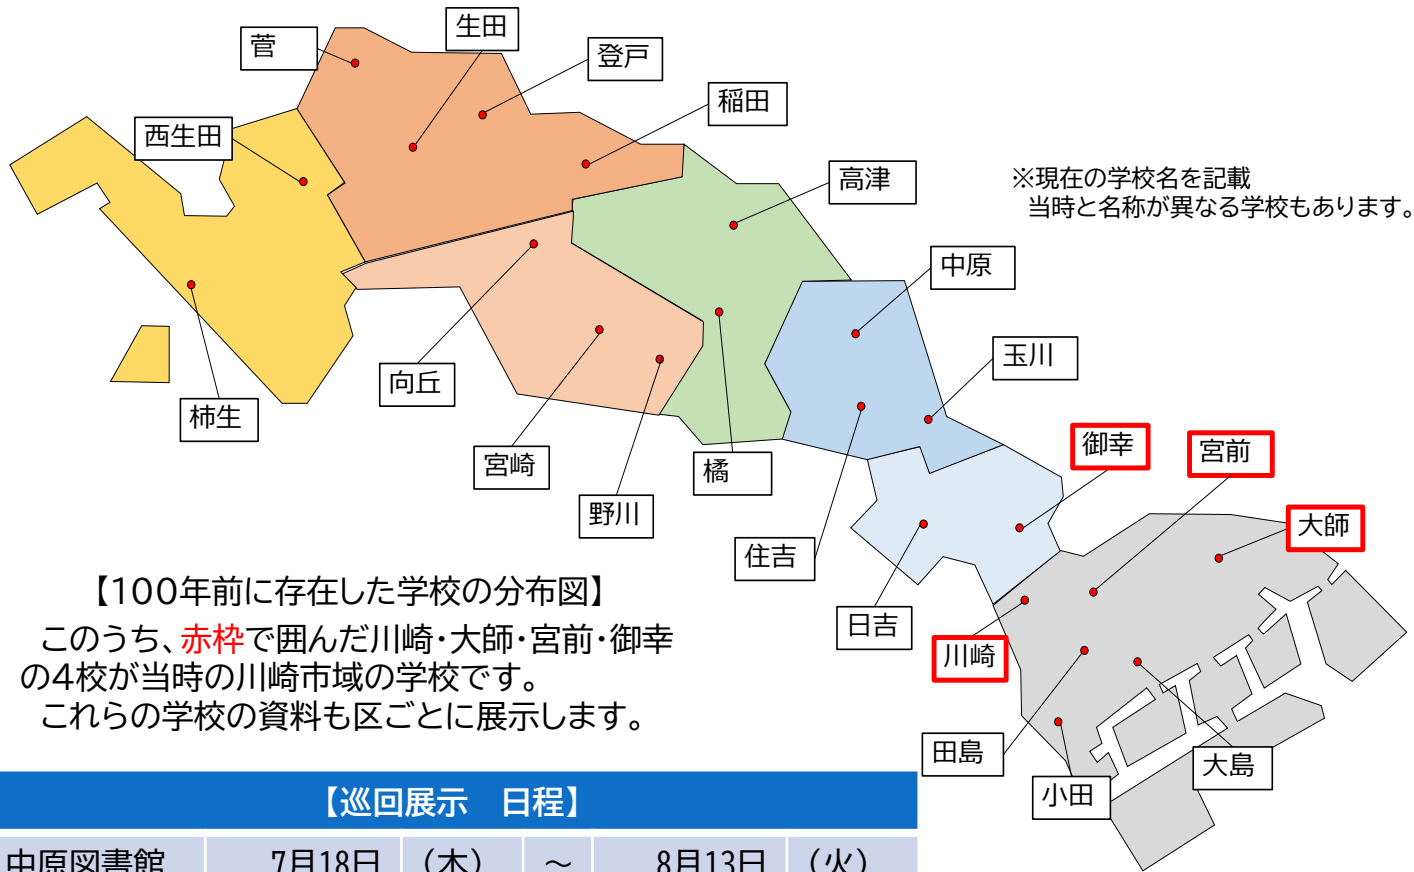 菅
生田
登戸
稲田
西生田
高津
※現在の学校名を記載
当時と名称が異なる学校もあります。
中原
玉川
向丘
柿生
御幸
宮前
宮崎
橘
野川
大師
住吉
日吉
川崎
田島
大島
小田
【100年前に存在した学校の分布図】
このうち、赤枠で囲んだ川崎・大師・宮前・御幸
の4校が当時の川崎市域の学校です。
これらの学校の資料も区ごとに展示します。
【巡回展示　日程】
中原図書館 7月18日 （木） ～ 8月13日 （火）